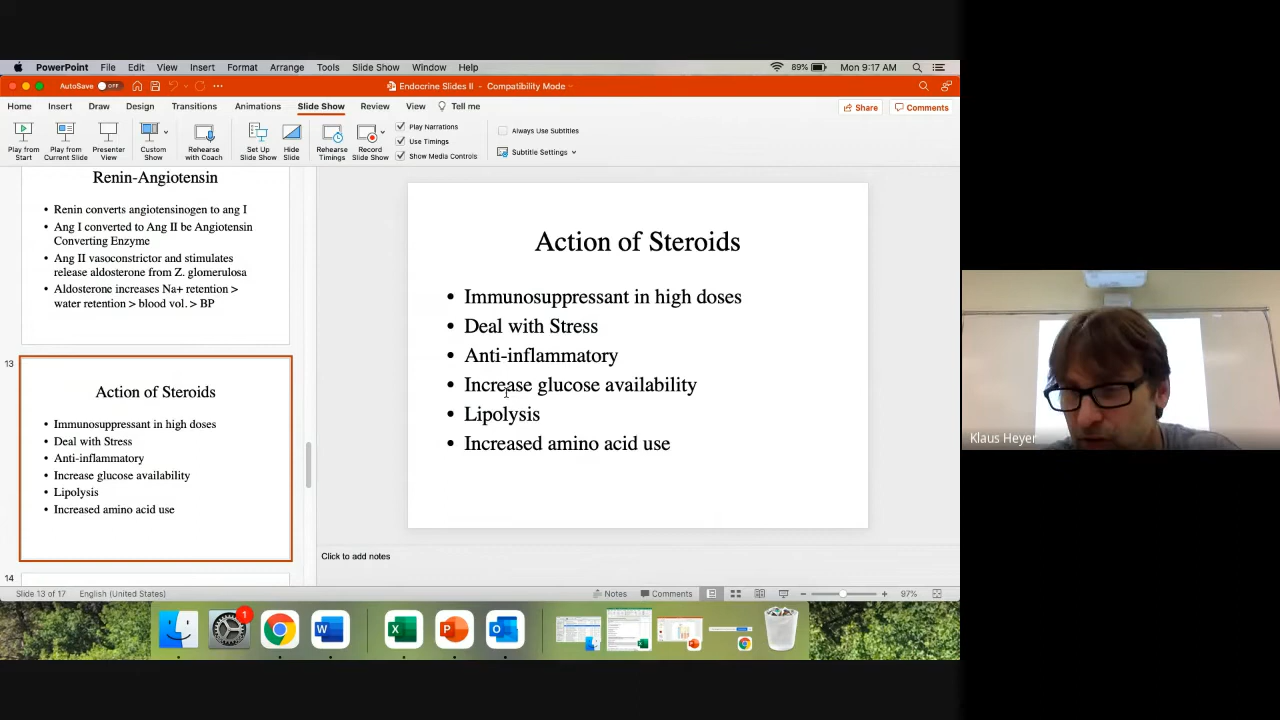 PowerPoint File Edit View Insert Format Arrange Tools Slide Show Window Help 89% Mon 9:17 AM
AutoSave OFF Endocrine Slides II - Compatibility Mode
Home Insert Draw Design Transitions Animations Slide Show Review View Tell me Share Comments
Play from Start
Play from Current Slide
Presenter View
Custom Show
Rehearse with Coach
Set Up Slide Show
Hide Slide
Rehearse Timings
Record Slide Show
Play Narrations
Use Timings
Show Media Controls
Always Use Subtitles
Subtitle Settings
Renin-Angiotensin
• Renin converts angiotensinogen to ang I
• Ang I converted to Ang II be Angiotensin
Converting Enzyme
• Ang II vasoconstrictor and stimulates
release aldosterone from Z. glomerulosa
• Aldosterone increases Na+ retention >
water retention > blood vol. > BP
13
Action of Steroids
• Immunosuppressant in high doses
• Deal with Stress
• Anti-inflammatory
• Increase glucose availability
• Lipolysis
• Increased amino acid use
14
Action of Steroids
• Immunosuppressant in high doses
• Deal with Stress
• Anti-inflammatory
• Increase glucose availability
• Lipolysis
• Increased amino acid use
Click to add notes
Slide 13 of 17 English (United States) Notes Comments 97%
1
W X P O
Klaus Heyer